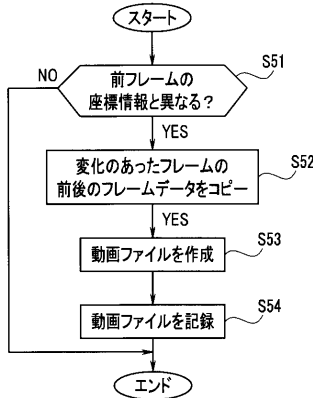 スタート
NO
前フレームの
座標情報と異なる?
S51
YES
変化のあったフレームの
前後のフレームデータをコピー
S52
YES
動画ファイルを作成
S53
動画ファイルを記録
S54
エンド